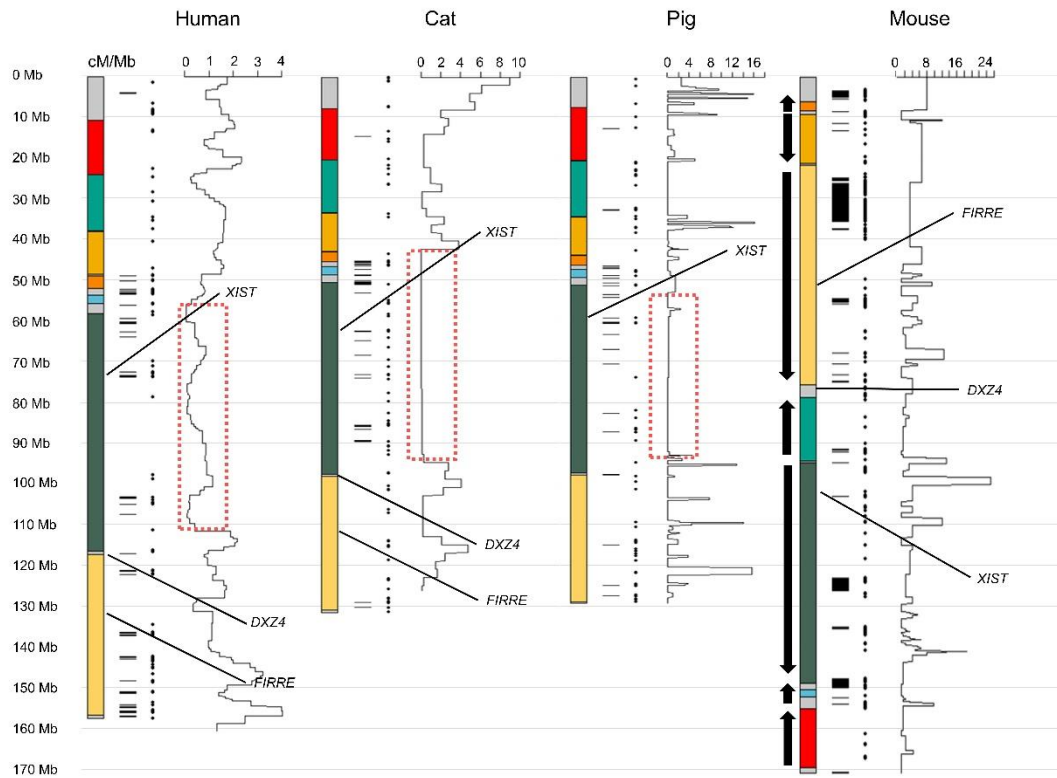 Human Cat Pig Mouse
cM/Mb 0 1 2 3 4 0 2 4 6 8 10 0 4 8 12 16 0 8 16 24 26
0 Mb
10 Mb
20 Mb
30 Mb
FIRRE
40 Mb
XIST
XIST
50 Mb
XIST
60 Mb
70 Mb
DXZ4
80 Mb
90 Mb
100 Mb
110 Mb
DXZ4
120 Mb
XIST
FIRRE
130 Mb
DXZ4
140 Mb
FIRRE
150 Mb
160 Mb
170 Mb